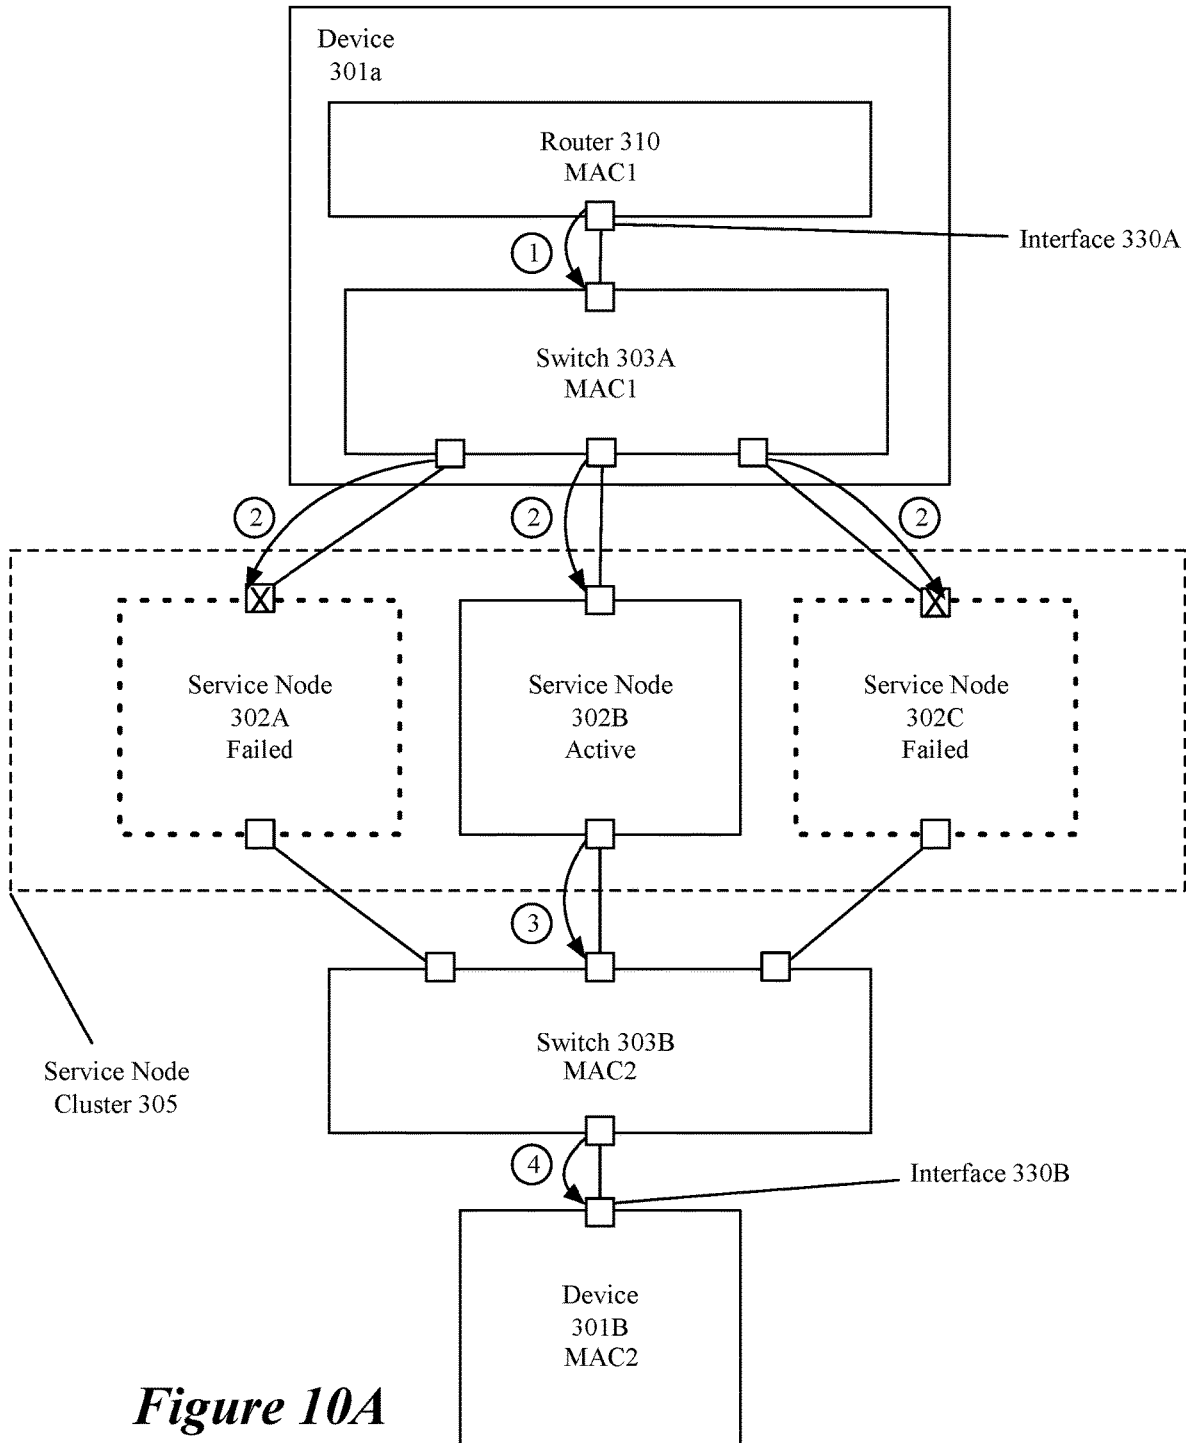 Device
301a
Router 310
MAC1
Interface 330A
1
Switch 303A
MAC1
2
2
2
X
X
Service Node
302A
Failed
Service Node
302B
Active
Service Node
302C
Failed
3
Switch 303B
MAC2
Service Node
Cluster 305
4
Interface 330B
Device
301B
MAC2
Figure 10A